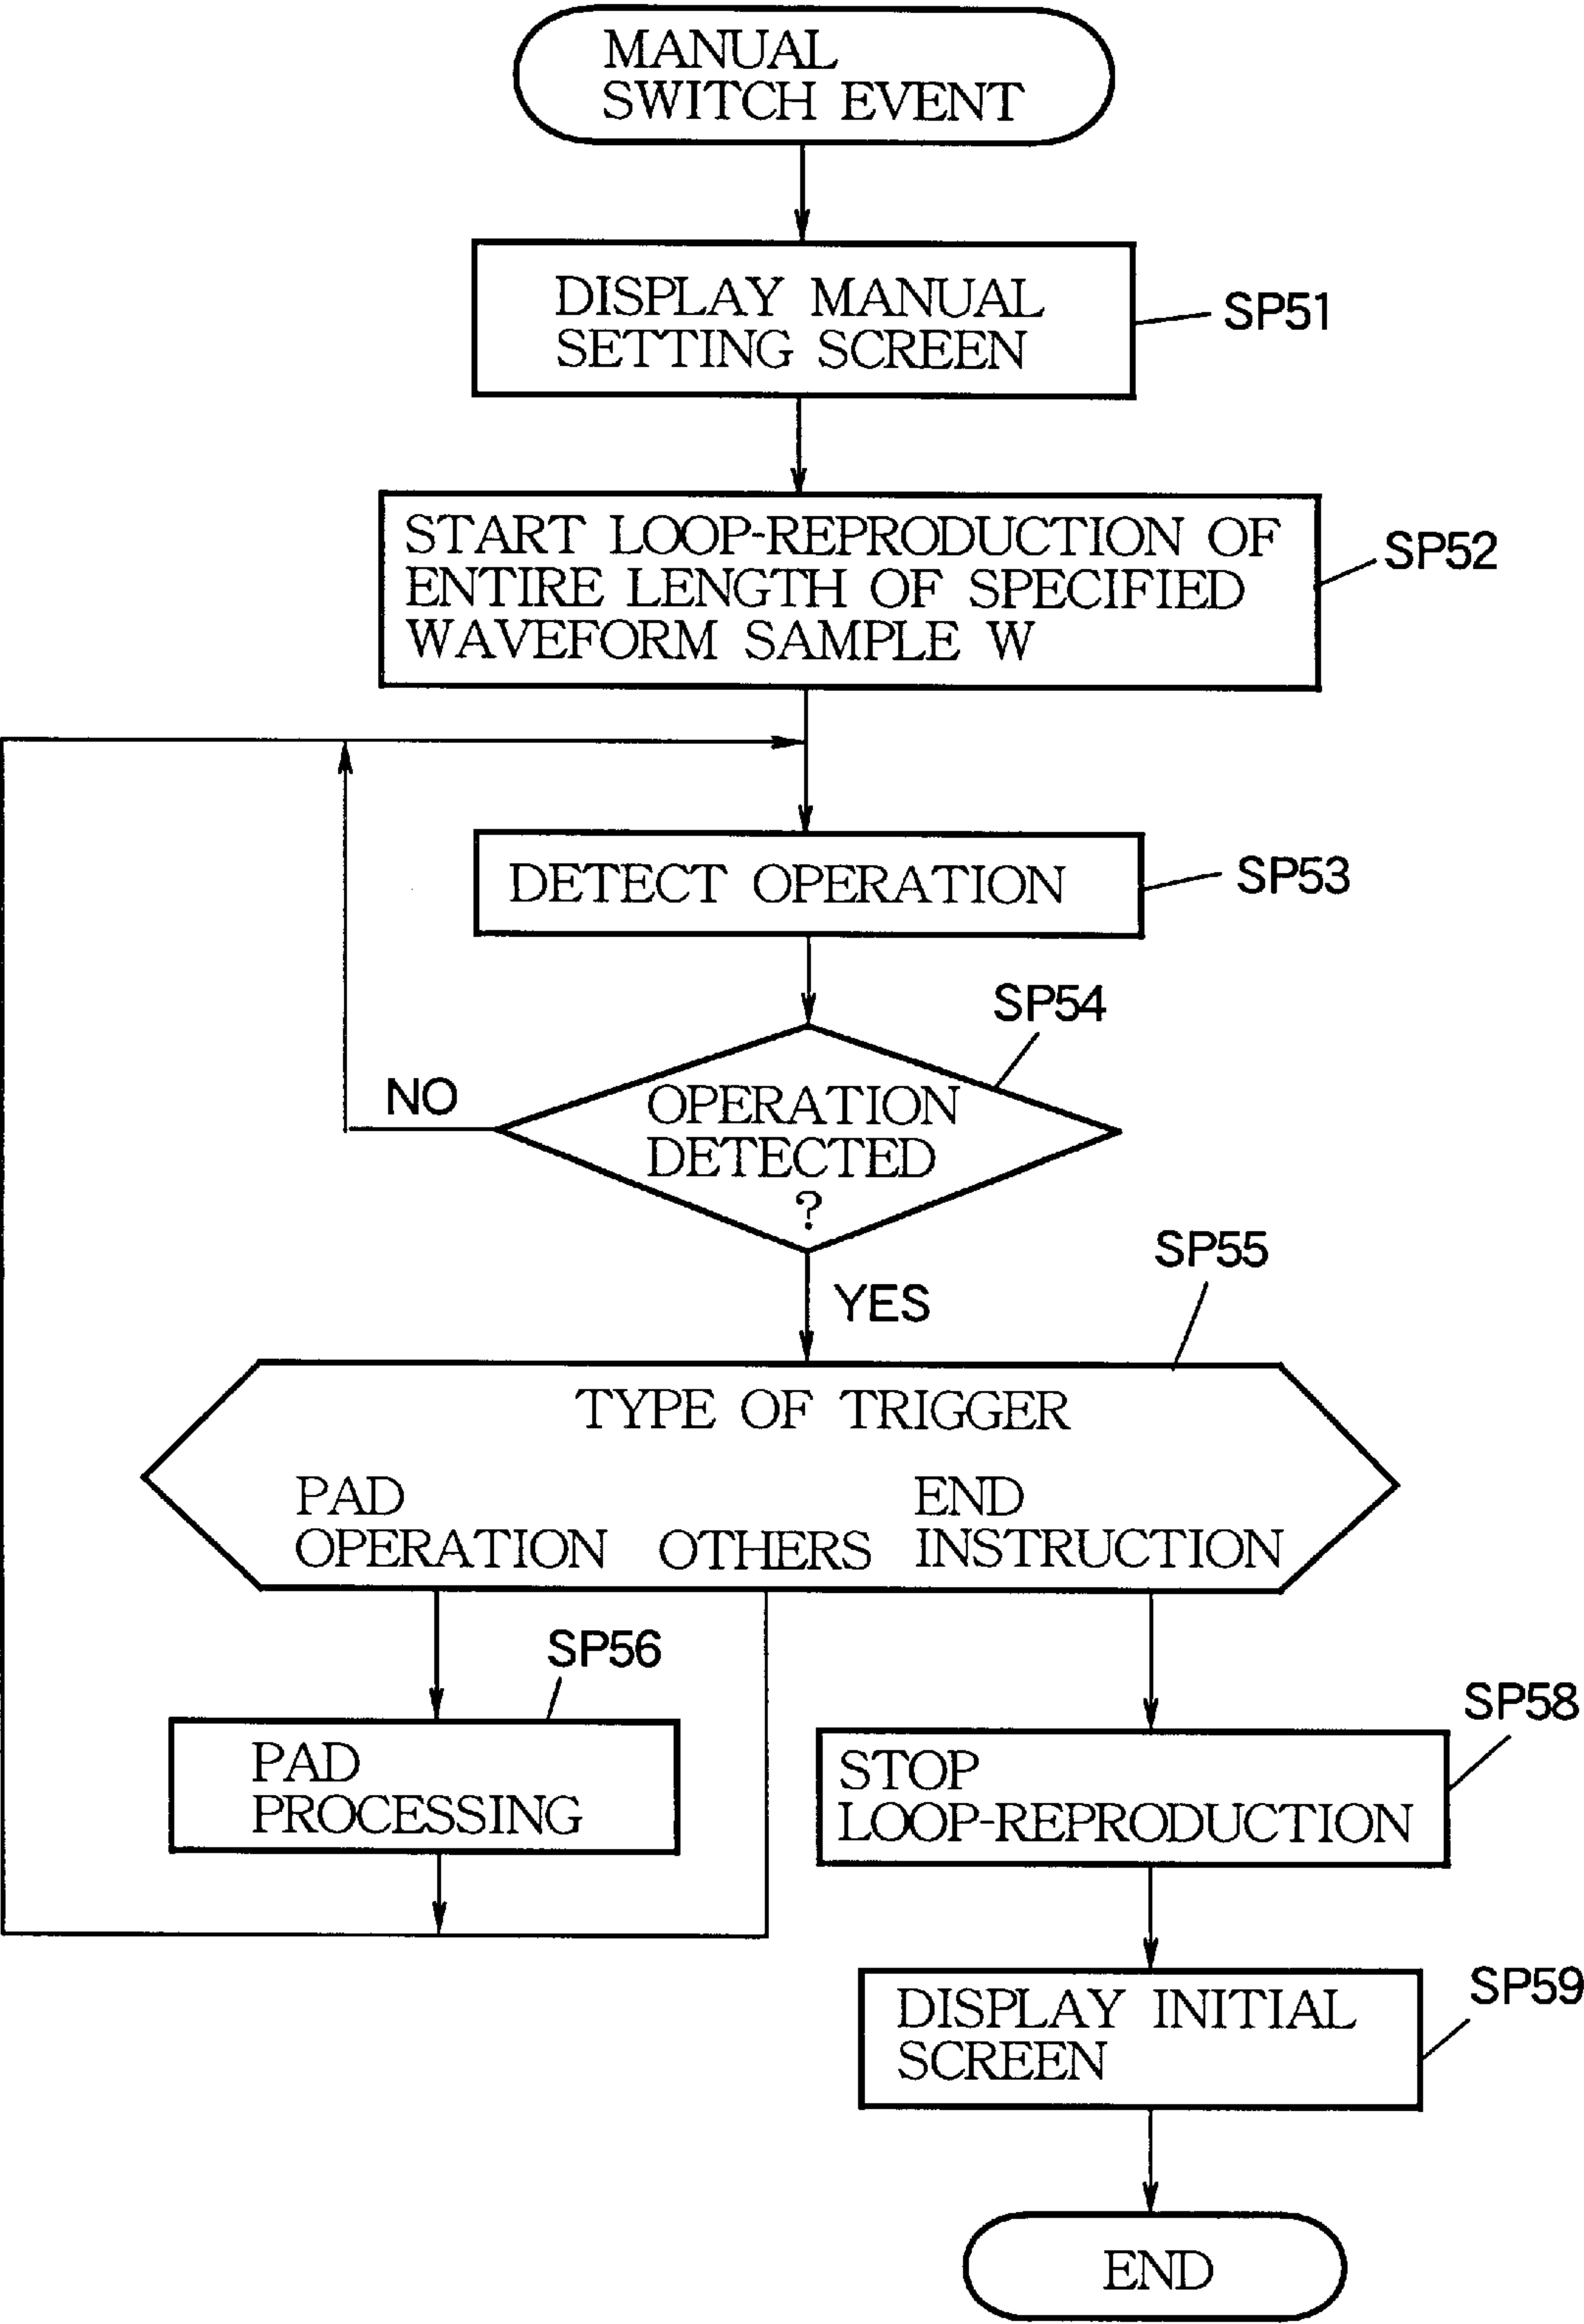 MANUAL
SWITCH EVENT
DISPLAY MANUAL
SETTING SCREEN
SP51
START LOOP-REPRODUCTION OF
ENTIRE LENGTH OF SPECIFIED
WAVEFORM SAMPLE W
SP52
DETECT OPERATION
SP53
SP54
OPERATION
DETECTED
?
NO
YES
SP55
TYPE OF TRIGGER
PAD
OPERATION
OTHERS
END
INSTRUCTION
SP56
PAD
PROCESSING
SP58
STOP
LOOP-REPRODUCTION
SP59
DISPLAY INITIAL
SCREEN
END